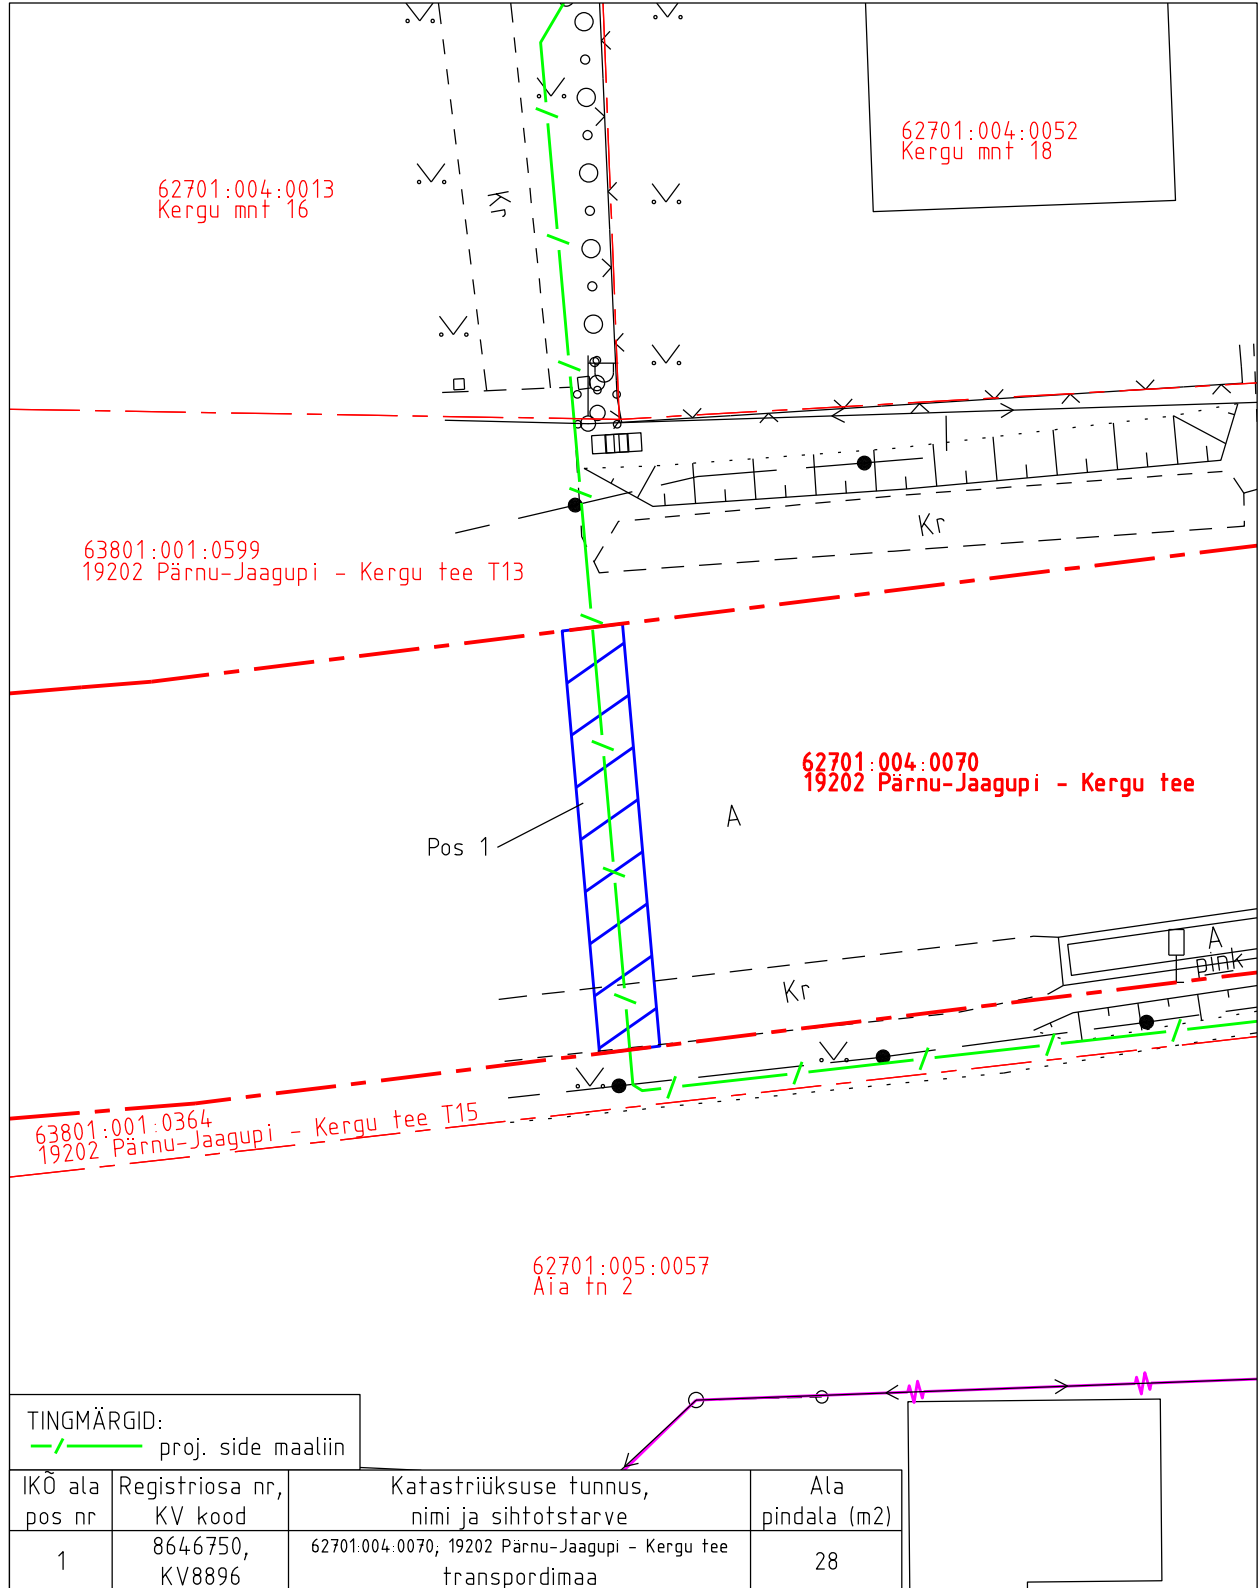 62701:004:0052
Kergu mnt 18
62701:004:0013
Kergu mnt 16
Kr
Kr
63801:001:0599
19202 Pärnu-Jaagupi - Kergu tee T13
62701:004:0070
19202 Pärnu-Jaagupi - Kergu tee
A
Pos 1
A
pink
Kr
63801:001:0364
19202 Pärnu-Jaagupi - Kergu tee T15
62701:005:0057
Aia tn 2
TINGMÄRGID:
proj. side maaliin
IKÕ ala pos nr
Registriosa nr, KV kood
Katastriüksuse tunnus, nimi ja sihtotstarve
Ala pindala (m2)
1
8646750, KV8896
62701:004:0070; 19202 Pärnu-Jaagupi - Kergu tee
transpordimaa
28